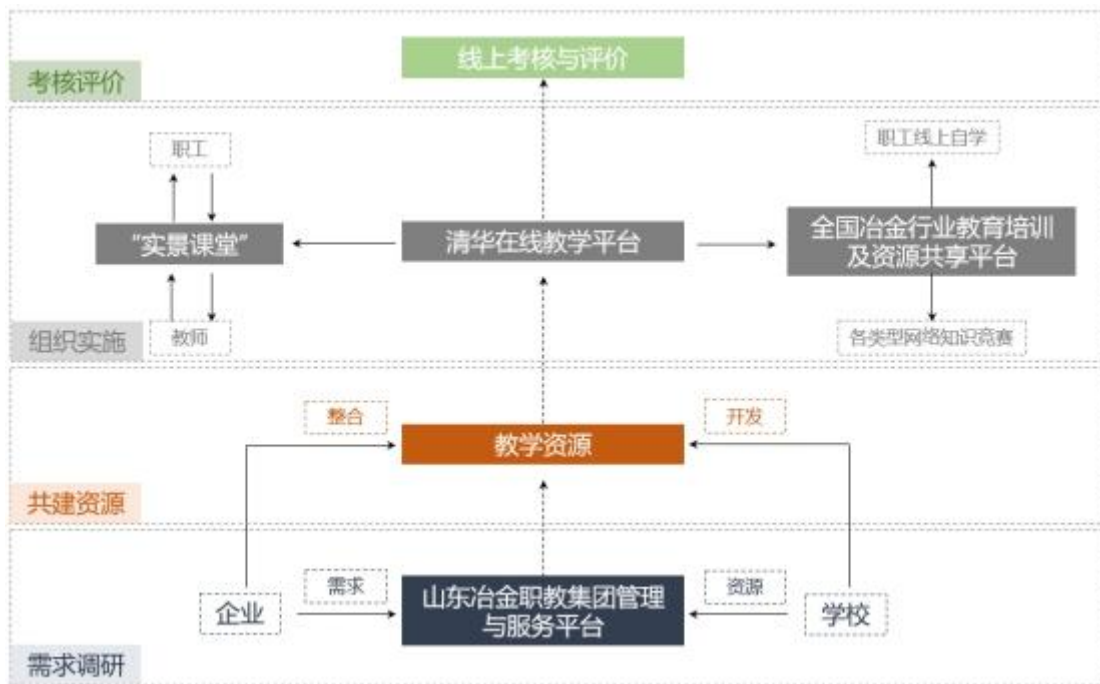 线上考核与评价
考核评价
职工
职工线上自学
“实景课堂”
清华在线教学平台
全国冶金行业教育培训
及资源共享平台
组织实施
教师
各类型网络知识竞赛
整合
开发
教学资源
共建资源
企业
需求
山东冶金职教集团管理
与服务平台
资源
学校
需求调研